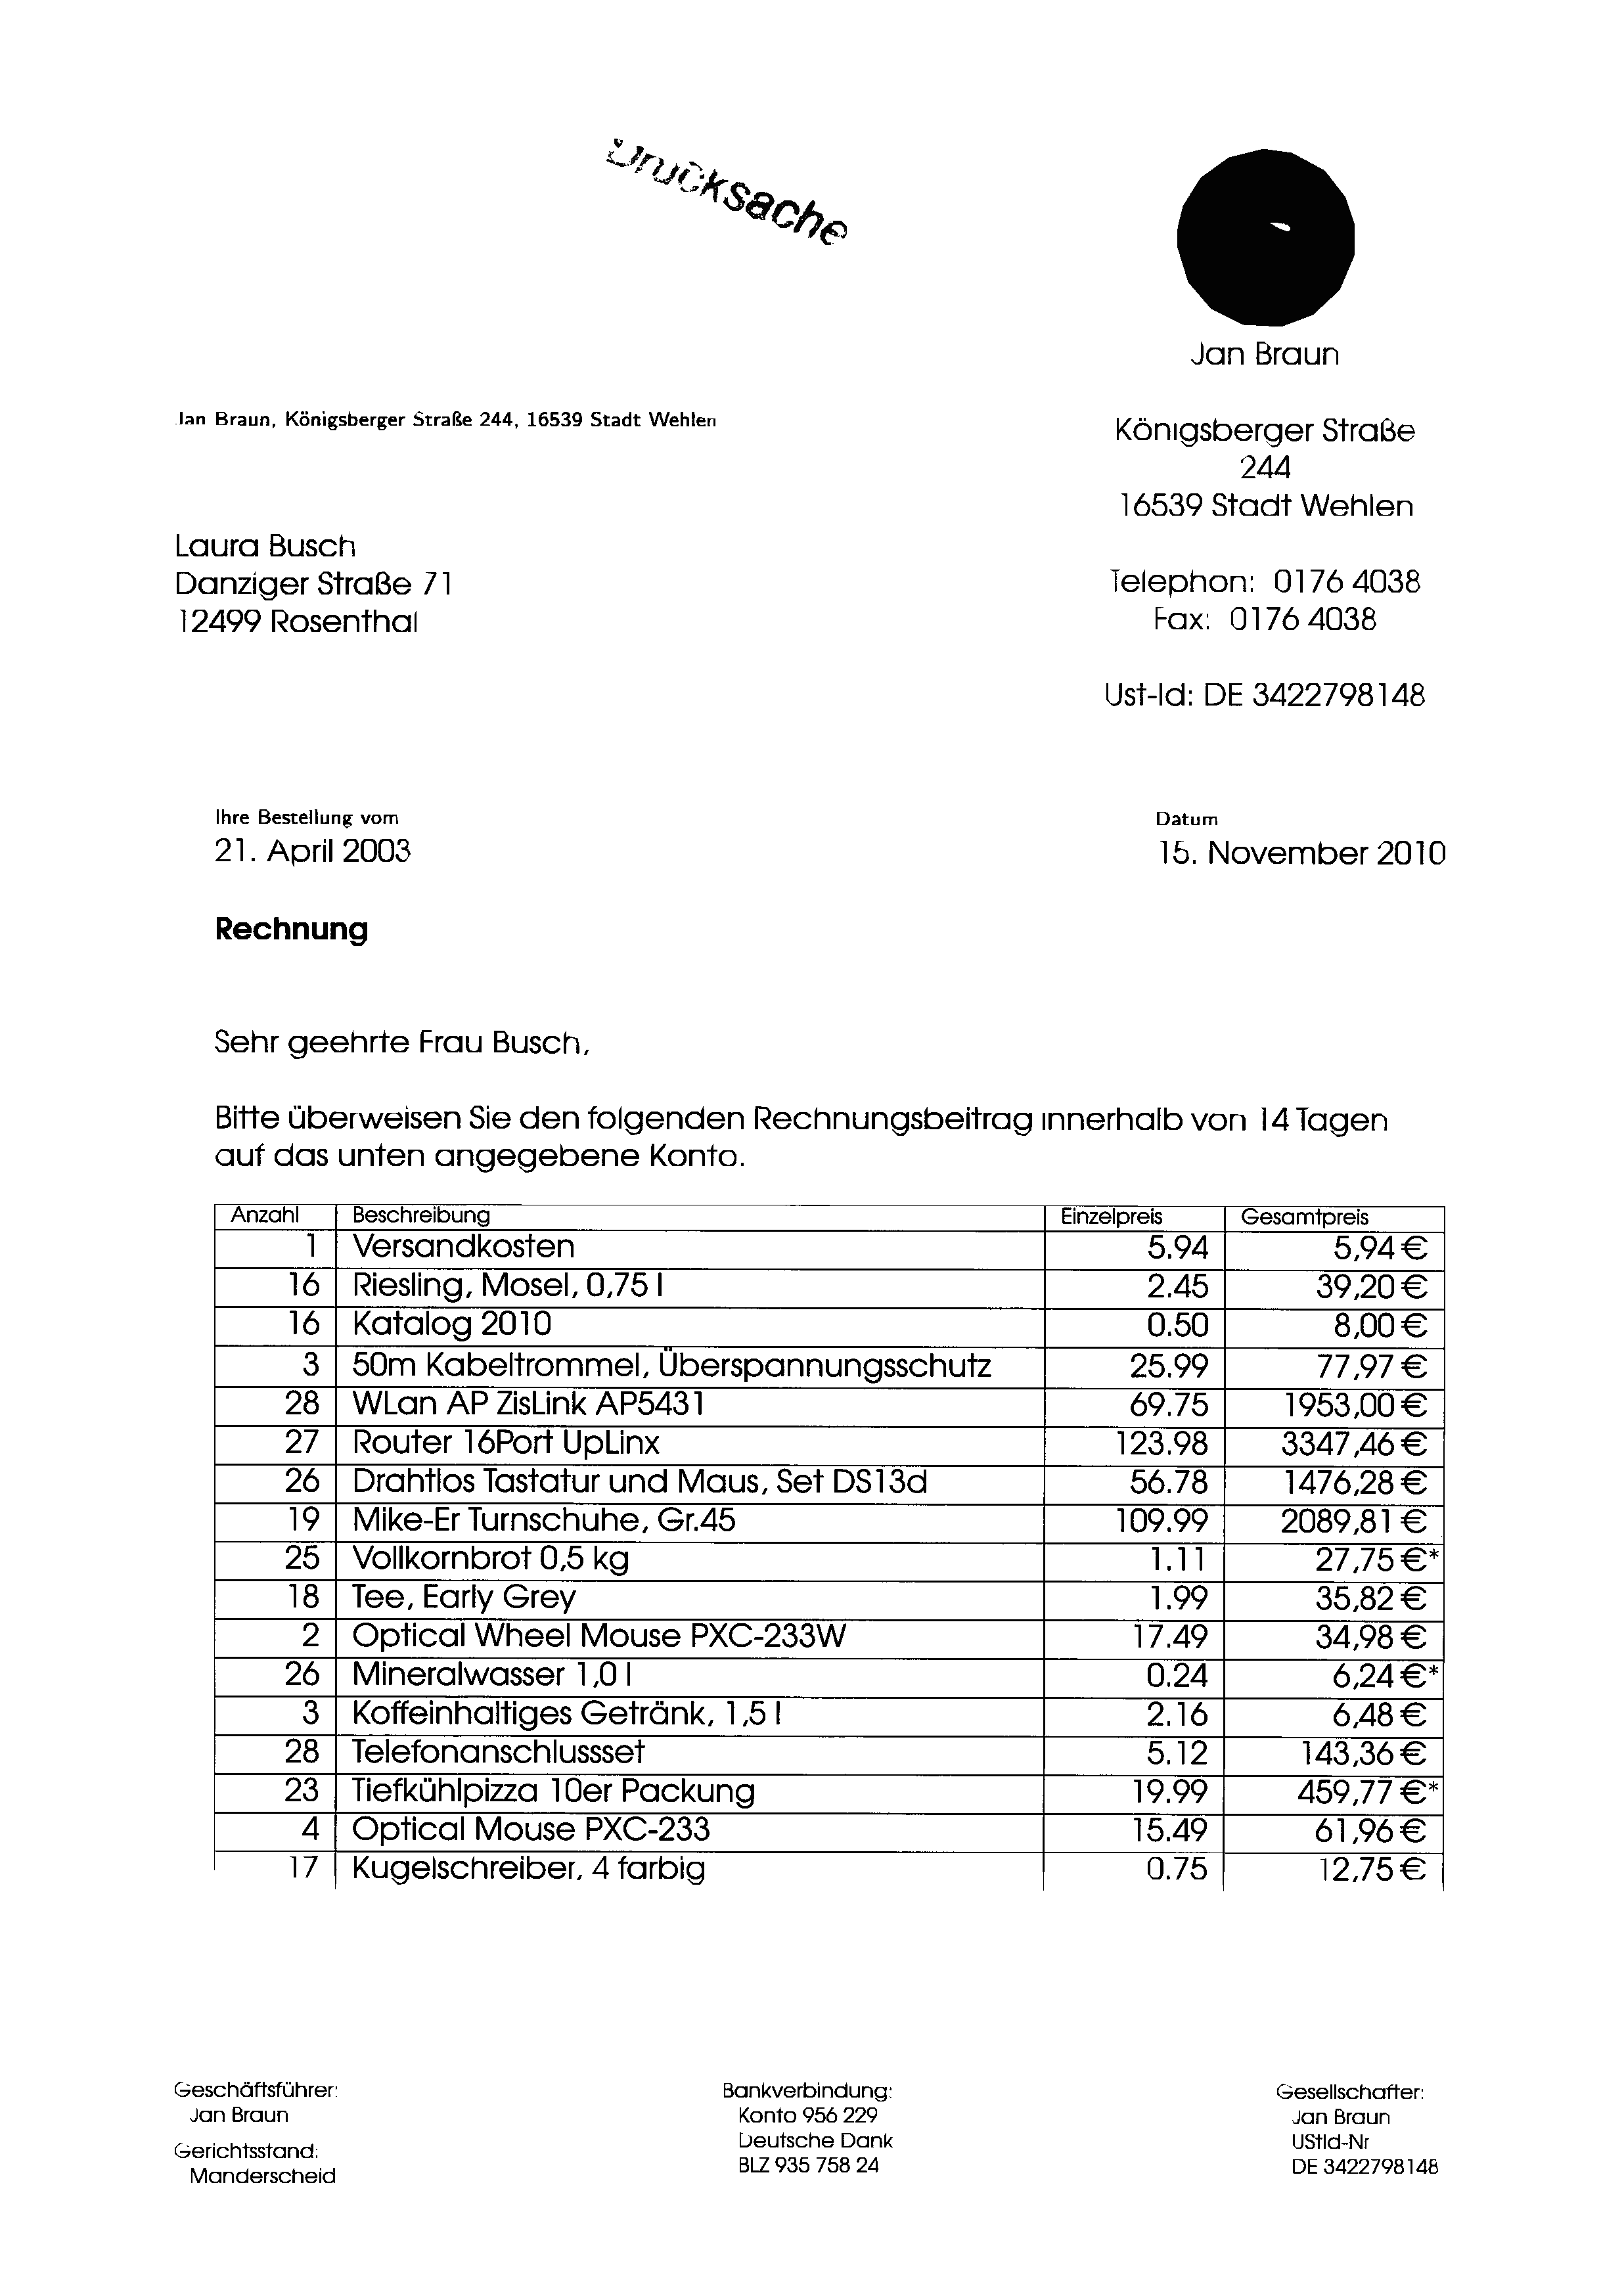 Drucksache
Jan Braun
Jan Braun, Königsberger Straße 244, 16539 Stadt Wehlen
Königsberger Straße
244
16539 Stadt Wehlen
Laura Busch
Danziger Straße 71
12499 Rosenthal
Telephon: 0176 4038
Fax: 0176 4038
Ust-Id: DE 3422798148
Ihre Bestellung vom Datum
21. April 2003 15. November 2010
Rechnung
Sehr geehrte Frau Busch,
Bitte überweisen Sie den folgenden Rechnungsbeitrag innerhalb von 14 Tagen
auf das unten angegebene Konto.
Anzahl Beschreibung Einzelpreis Gesamtpreis
1 Versandkosten 5.94 5,94 €
16 Riesling, Mosel, 0,75 l 2.45 39,20 €
16 Katalog 2010 0.50 8,00 €
3 50m Kabeltrommel, Überspannungsschutz 25.99 77,97 €
28 WLan AP ZisLink AP5431 69.75 1953,00 €
27 Router 16Port UpLinx 123.98 3347,46 €
26 Drahtlos Tastatur und Maus, Set DS13d 56.78 1476,28 €
19 Mike-Er Turnschuhe, Gr.45 109.99 2089,81 €
25 Vollkornbrot 0,5 kg 1.11 27,75 €*
18 Tee, Early Grey 1.99 35,82 €
2 Optical Wheel Mouse PXC-233W 17.49 34,98 €
26 Mineralwasser 1,0 l 0.24 6,24 €*
3 Koffeinhaltiges Getränk, 1,5 l 2.16 6,48 €
28 Telefonanschlussset 5.12 143,36 €
23 Tiefkühlpizza 10er Packung 19.99 459,77 €*
4 Optical Mouse PXC-233 15.49 61,96 €
17 Kugelschreiber, 4 farbig 0.75 12,75 €
Geschäftsführer:
Jan Braun
Gerichtsstand:
Manderscheid
Bankverbindung:
Konto 956 229
Deutsche Dank
BLZ 935 758 24
Gesellschafter:
Jan Braun
UStId-Nr
DE 3422798148